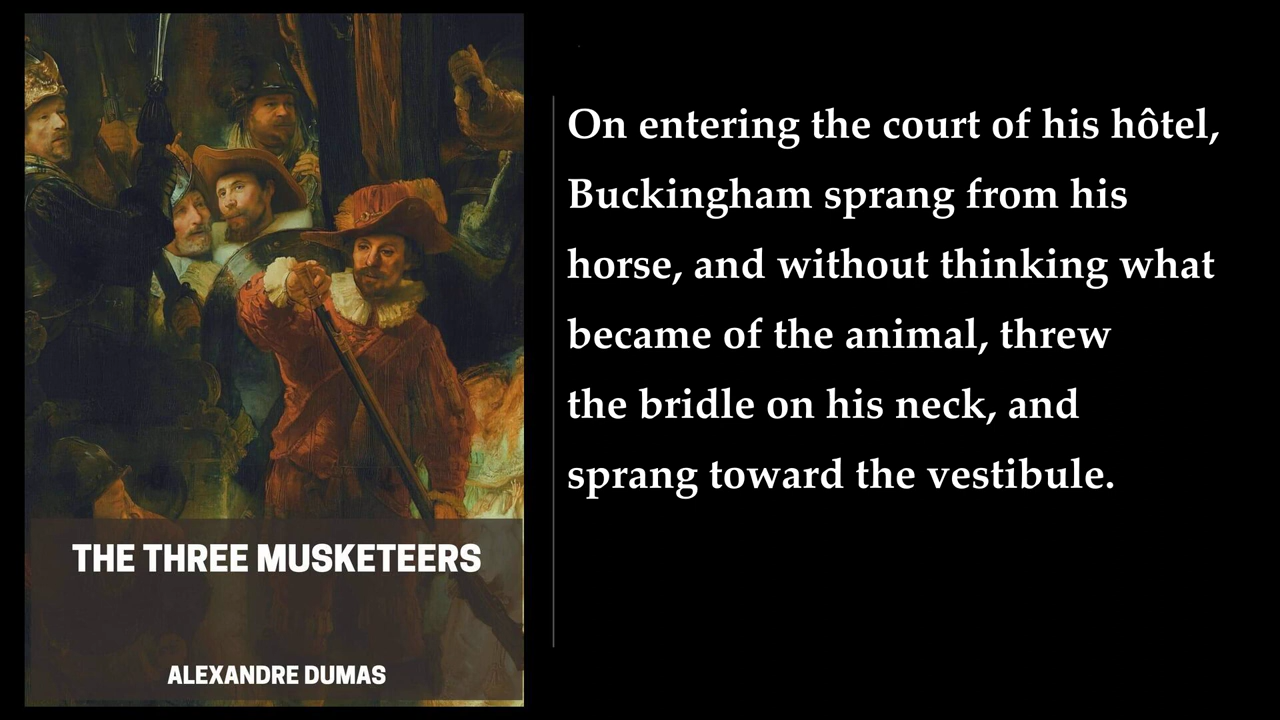 THE THREE MUSKETEERS
ALEXANDRE DUMAS
On entering the court of his hôtel,
Buckingham sprang from his
horse, and without thinking what
became of the animal, threw
the bridle on his neck, and
sprang toward the vestibule.